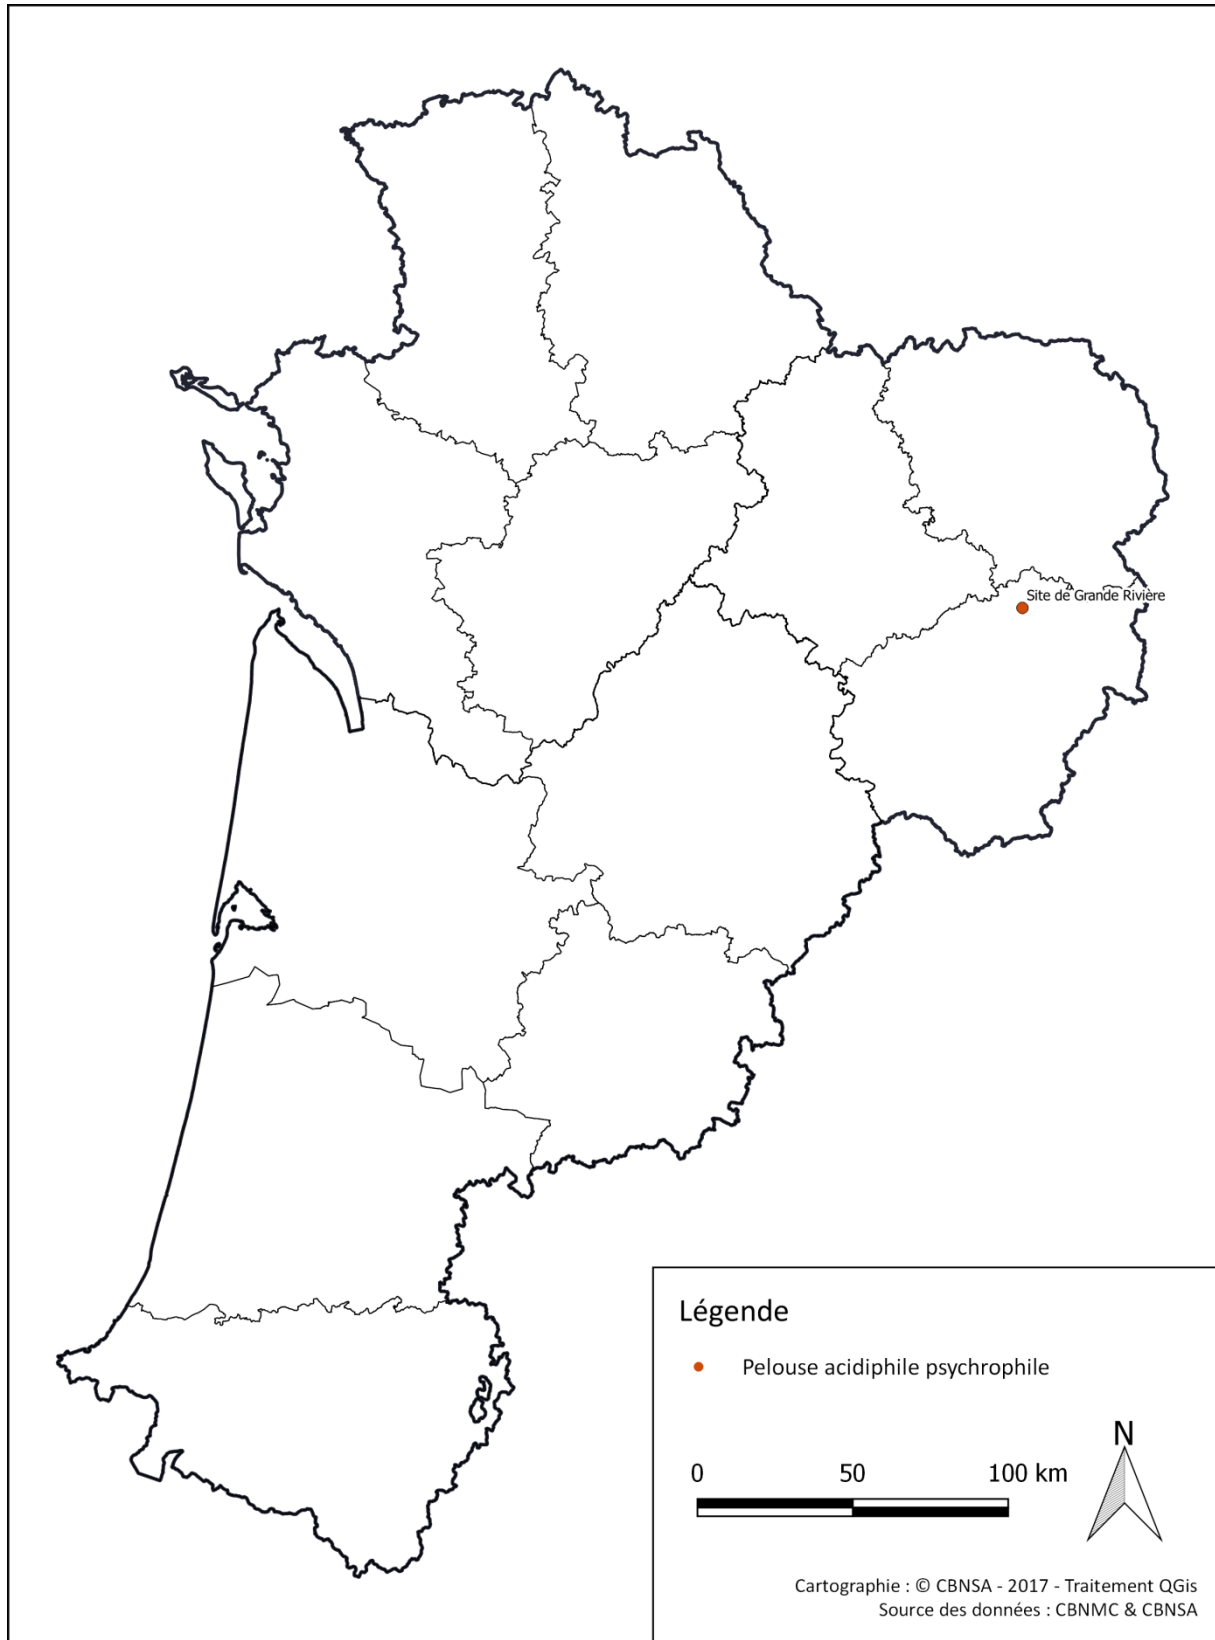 Site de Grande Rivière
Légende
Pelouse acidiphile psychrophile
N
0 50 100 km
Cartographie : © CBNSA - 2017 - Traitement QGis
Source des données : CBNMC & CBNSA